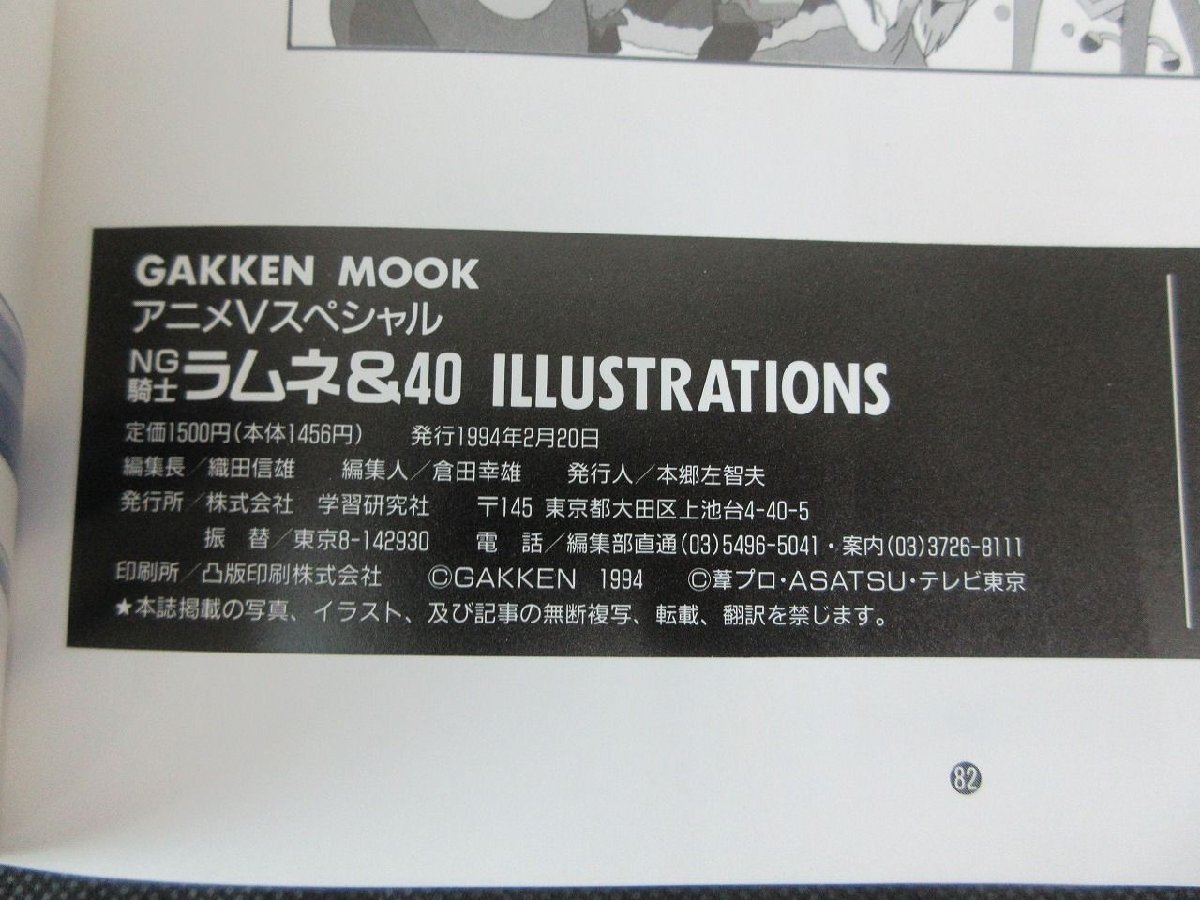 GAKKEN MOOK
アニメVスペシャル
NG騎士ラムネ&40 ILLUSTRATIONS
定価1500円(本体1456円) 発行1994年2月20日
編集長/織田信雄 編集人/倉田幸雄 発行人/本郷左智夫
発行所/株式会社 学習研究社 〒145 東京都大田区上池台4-40-5
振替/東京8-142930 電話/編集部直通(03)5496-5041・案内(03)3726-8111
印刷所/凸版印刷株式会社 ©GAKKEN 1994 ©葦プロ・ASATSU・テレビ東京
★本誌掲載の写真、イラスト、及び記事の無断複写、転載、翻訳を禁じます。
82